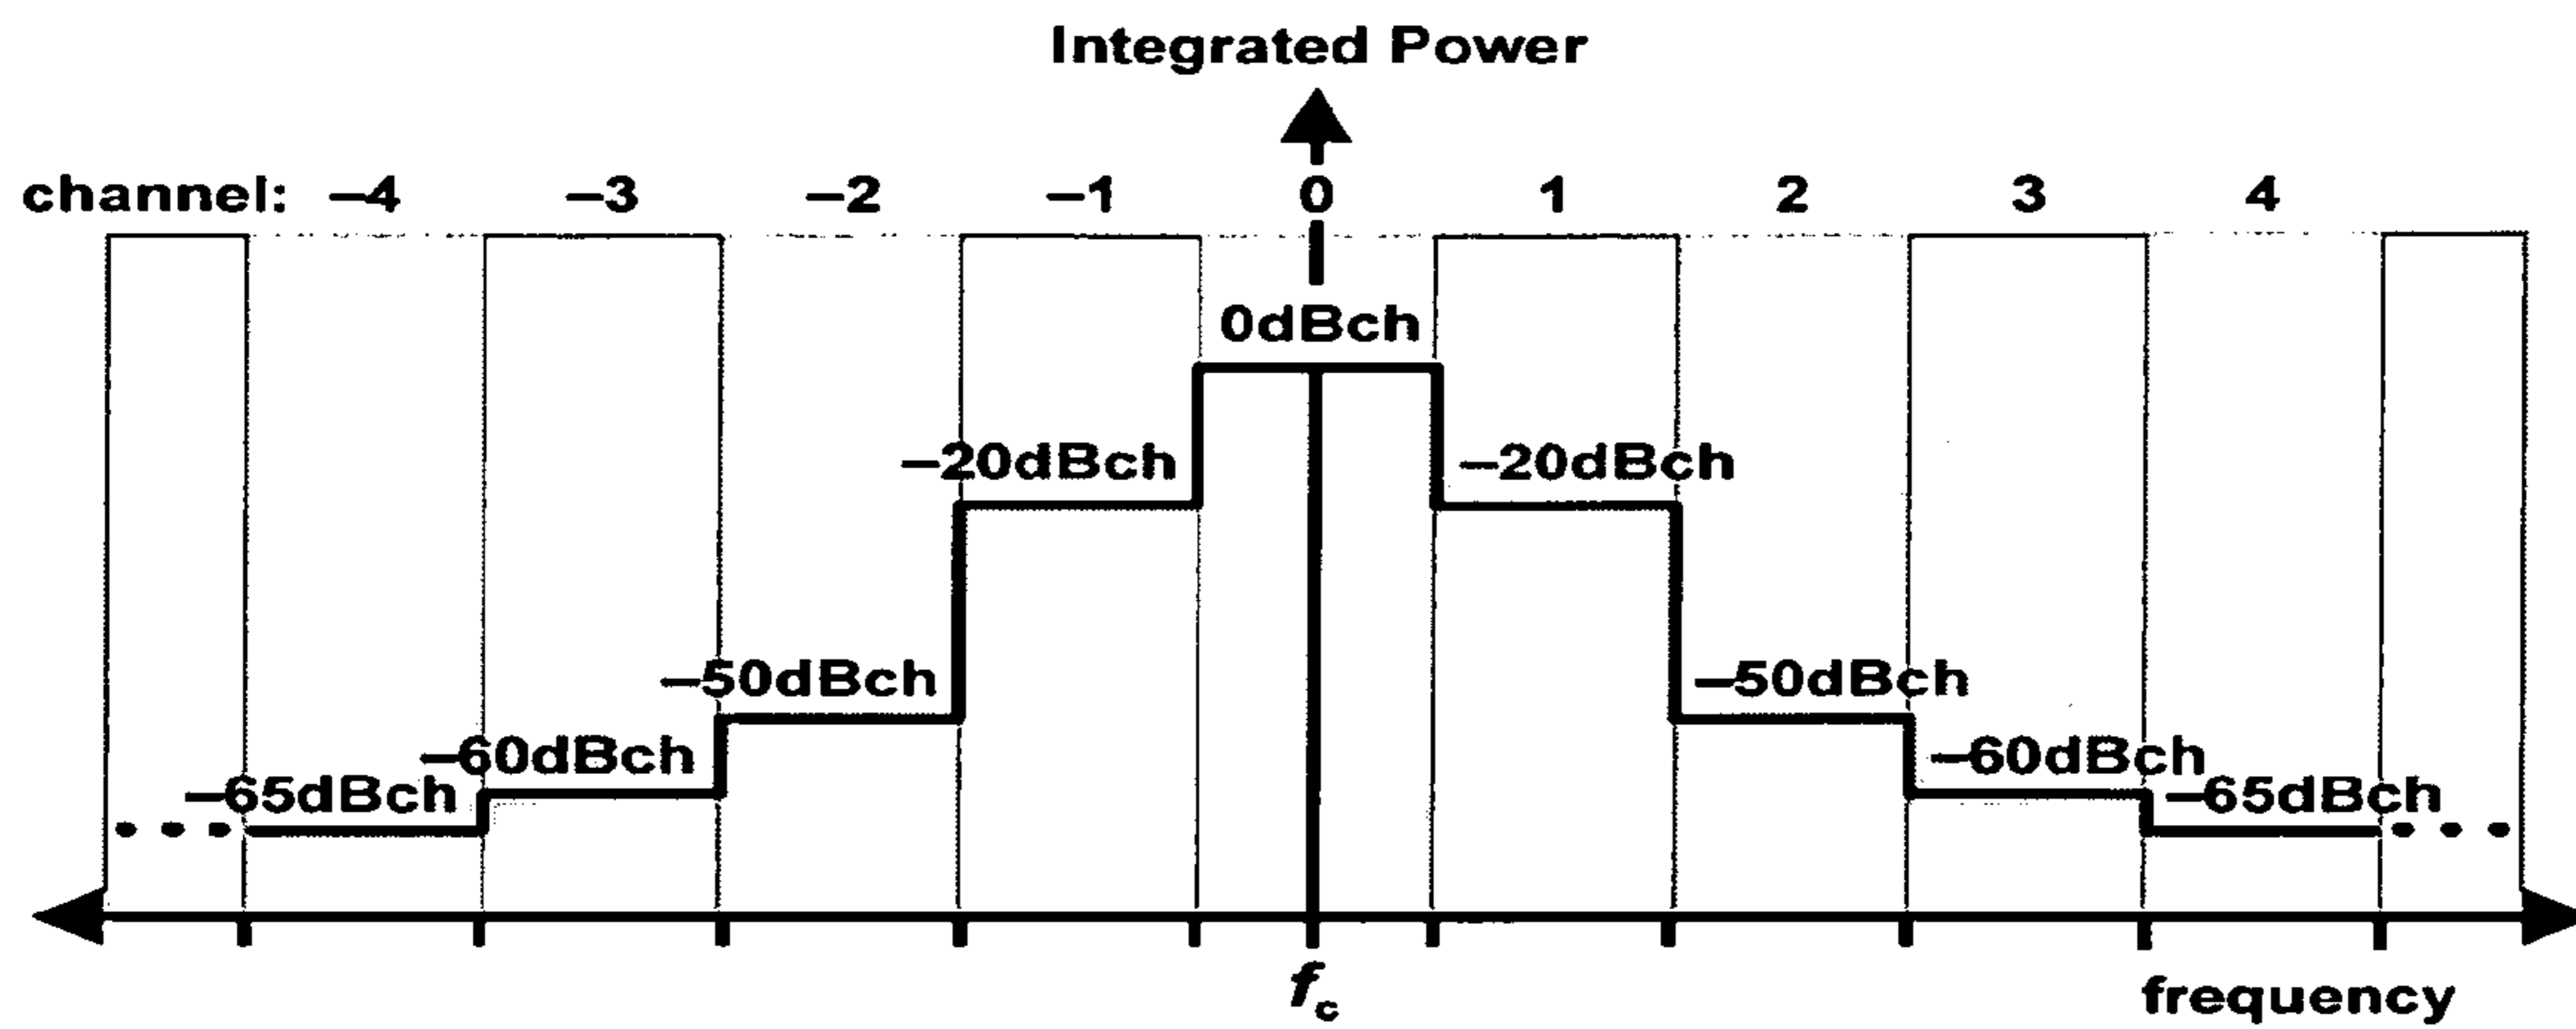 Integrated Power
channel: –4 –3 –2 –1 0 1 2 3 4
0dBch
–20dBch –20dBch
–50dBch –50dBch
–60dBch –60dBch
–65dBch –65dBch
fc
frequency